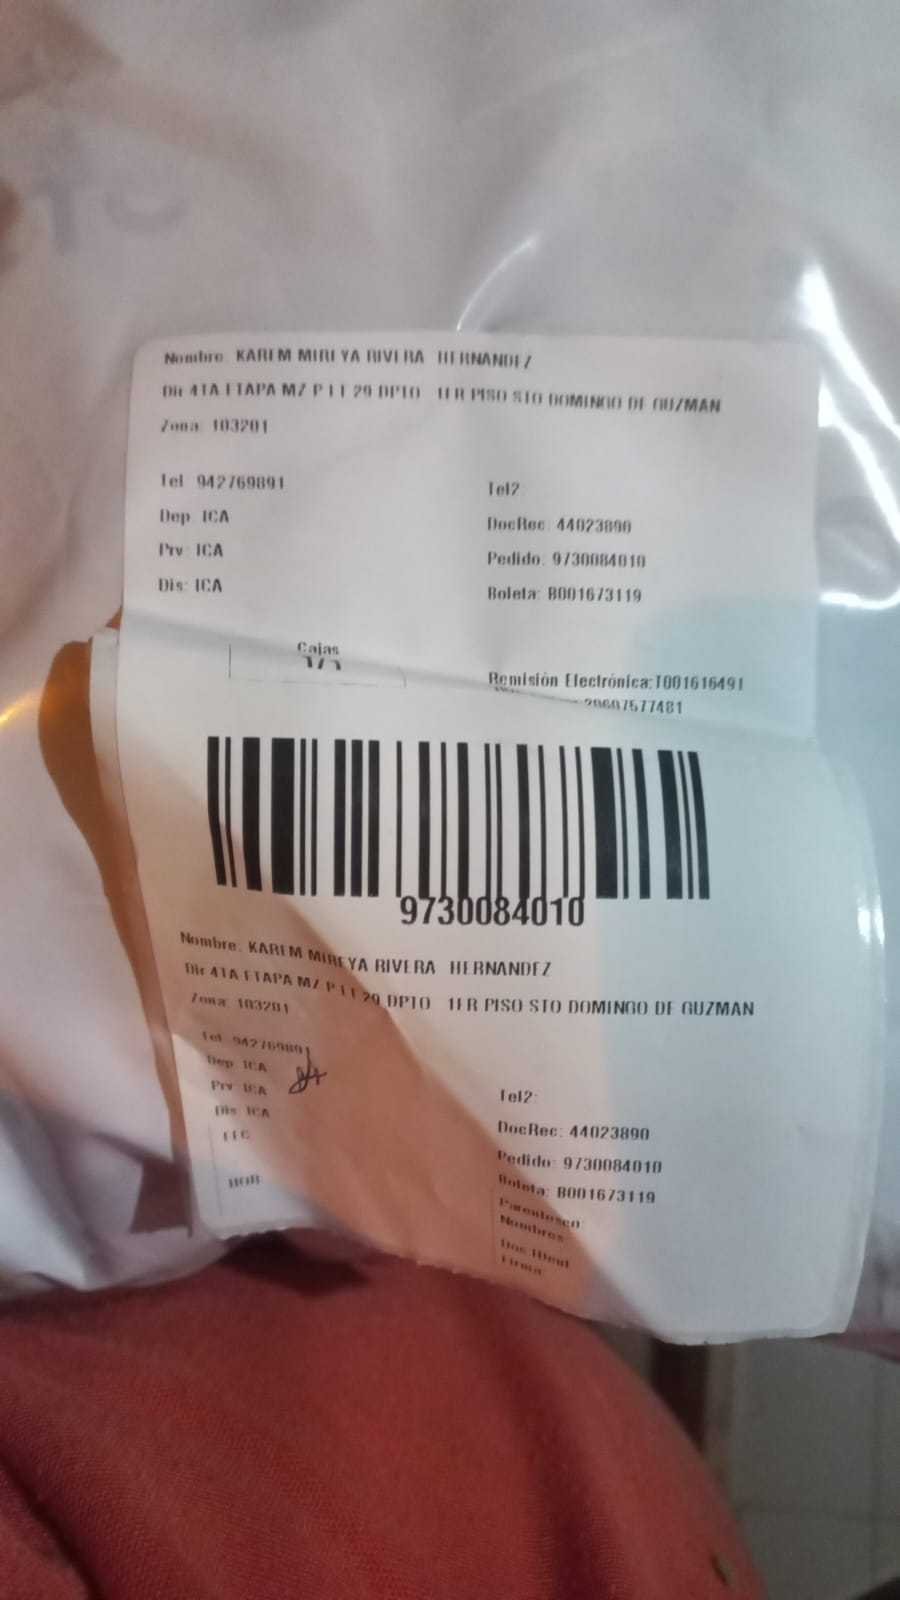 Nombre: KAREM MIREYA RIVERA HERNANDEZ
Dir 4TA ETAPA MZ P LT 29 DPTO 1ER PISO STO DOMINGO DE GUZMAN
Zona: 103201
Tel: 942769891
Tel2:
Dep: ICA
DocRec: 44023890
Prv: ICA
Pedido: 9730084010
Dis: ICA
Boleta: B001673119
Cajas
Remisión Electrónica:T001616491
20607577481
9730084010
Nombre: KAREM MIREYA RIVERA HERNANDEZ
Dir 4TA ETAPA MZ P LT 29 DPTO 1ER PISO STO DOMINGO DE GUZMAN
Zona: 103201
Tel: 942769891
Dep: ICA
Tel2:
Prv: ICA
DocRec: 44023890
Dis: ICA
Pedido: 9730084010
Boleta: B001673119
Parentesco:
Nombres
Doc.Ident
Firma: